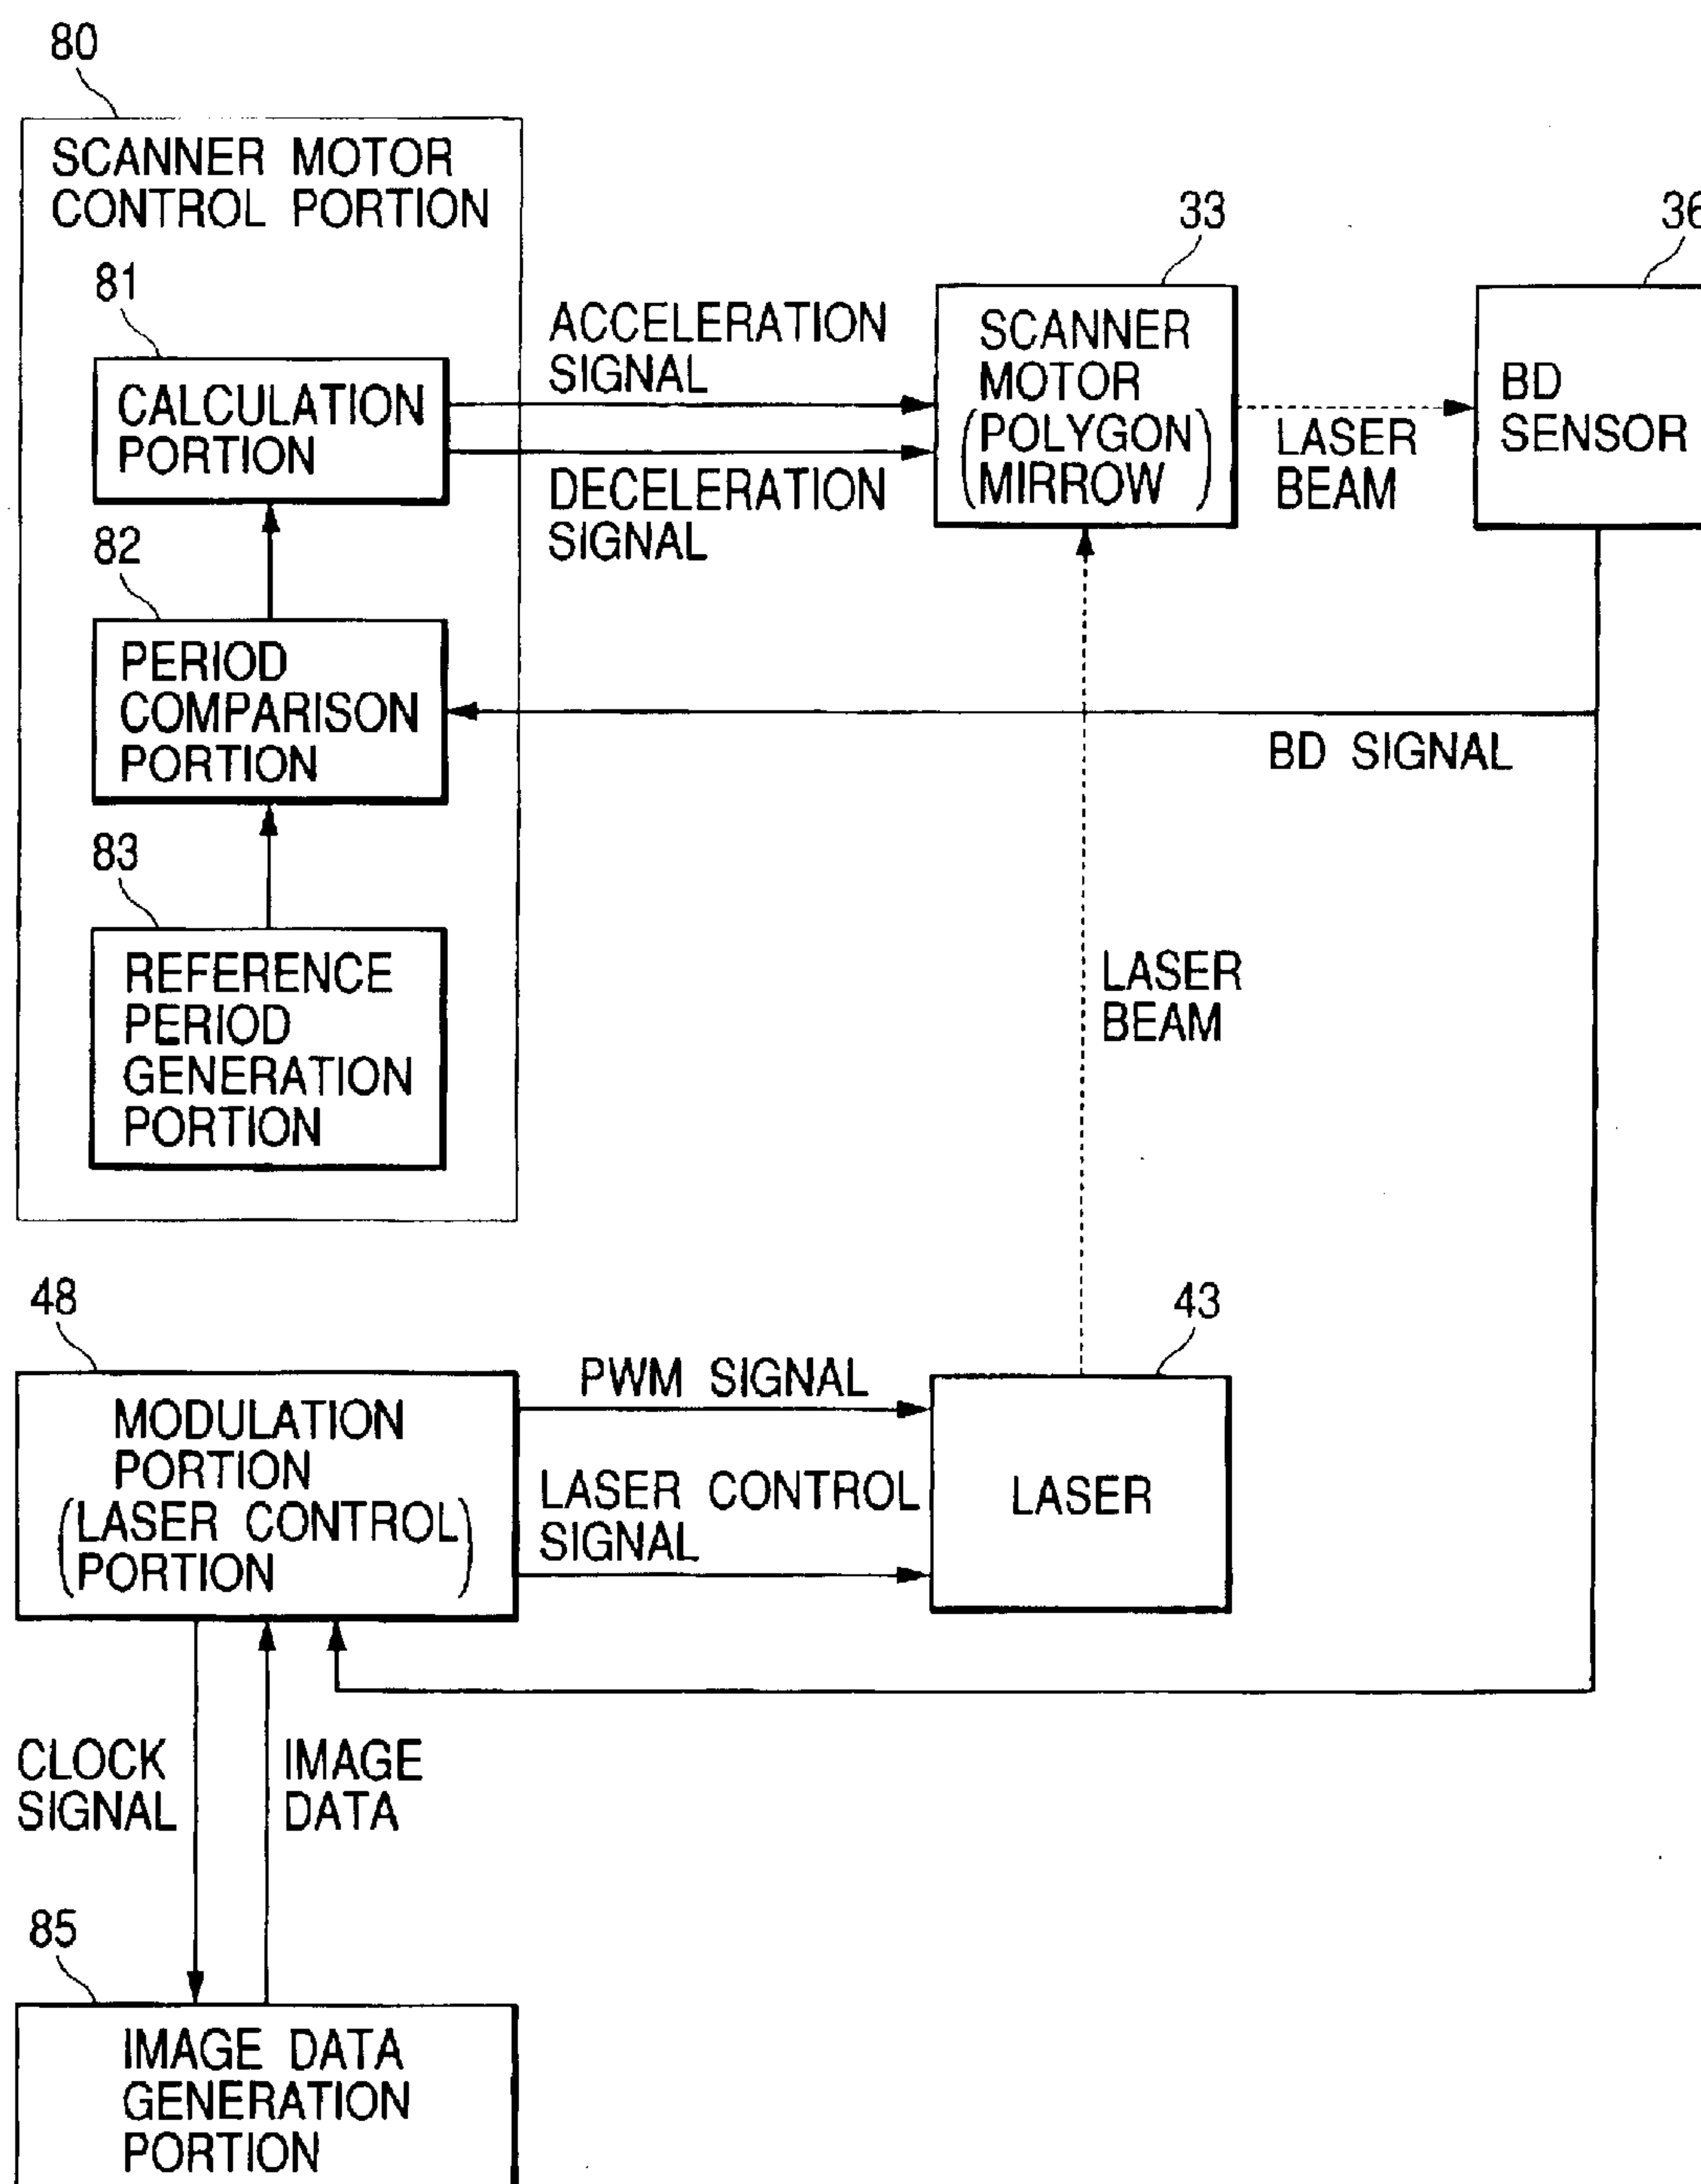 80
SCANNER MOTOR
CONTROL PORTION
81
CALCULATION
PORTION
ACCELERATION
SIGNAL
DECELERATION
SIGNAL
33
SCANNER
MOTOR
(POLYGON
MIRROW)
LASER
BEAM
36
BD
SENSOR
82
PERIOD
COMPARISON
PORTION
BD SIGNAL
83
REFERENCE
PERIOD
GENERATION
PORTION
LASER
BEAM
48
MODULATION
PORTION
(LASER CONTROL
PORTION)
PWM SIGNAL
LASER CONTROL
SIGNAL
43
LASER
CLOCK
SIGNAL
IMAGE
DATA
85
IMAGE DATA
GENERATION
PORTION